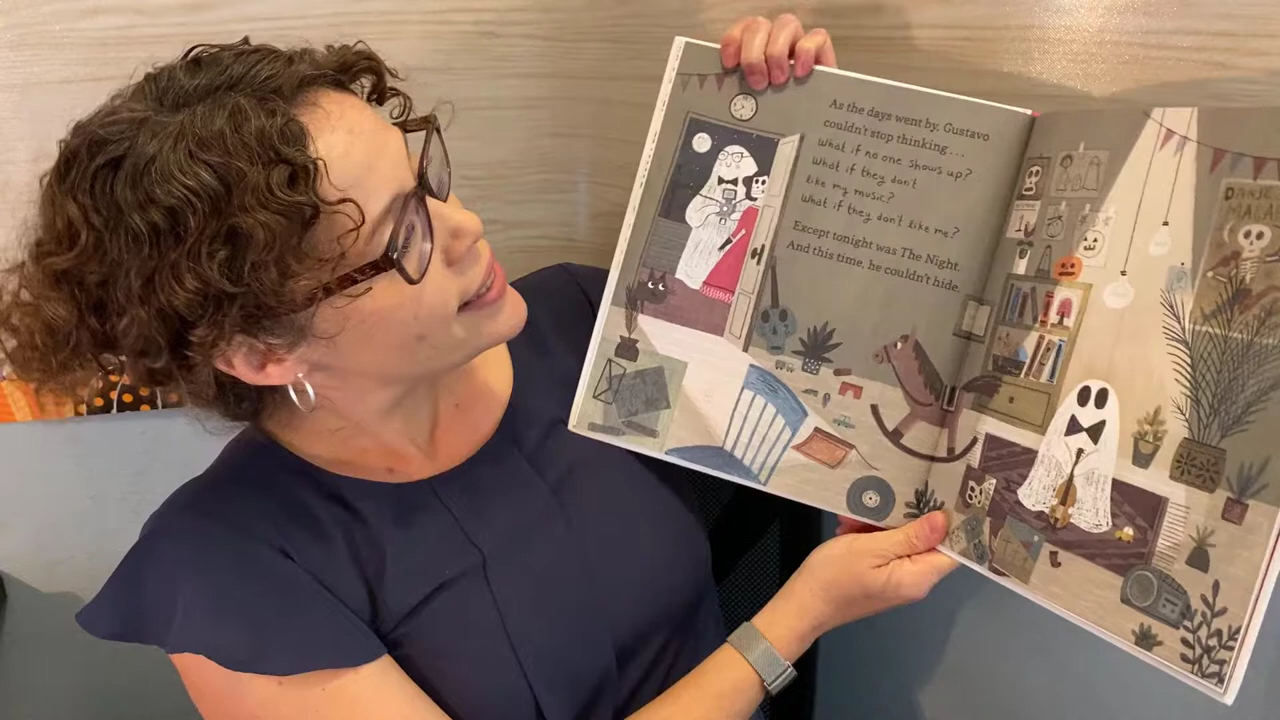 As the days went by, Gustavo
couldn't stop thinking...
What if no one shows up?
What if they don't
like my music?
What if they don't like me?
Except tonight was The Night.
And this time, he couldn't hide.